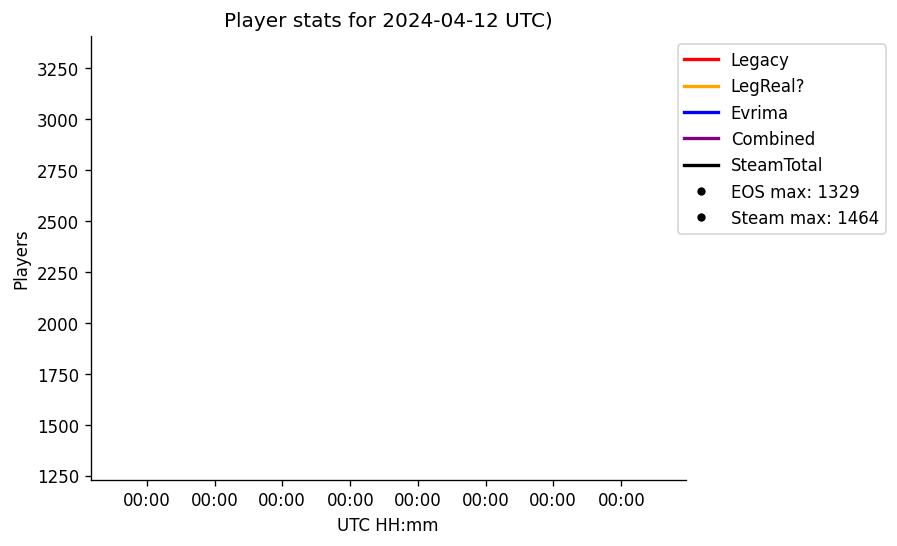 Player stats for 2024-04-12 UTC)
Legacy
LegReal?
Evrima
Combined
SteamTotal
EOS max: 1329
Steam max: 1464
Players
3250
3000
2750
2500
2250
2000
1750
1500
1250
00:00 00:00 00:00 00:00 00:00 00:00 00:00 00:00
UTC HH:mm